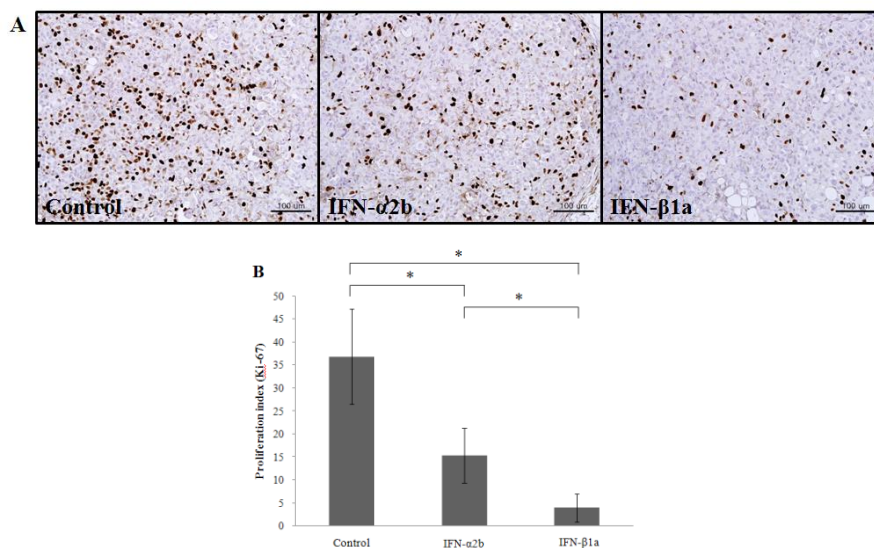 A
Control
100 um
IFN-α2b
100 um
IEN-β1a
100 um
B
*
*
*
Proliferation index (Ki-67)
50
45
40
35
30
25
20
15
10
5
0
Control
IFN-α2b
IFN-β1a